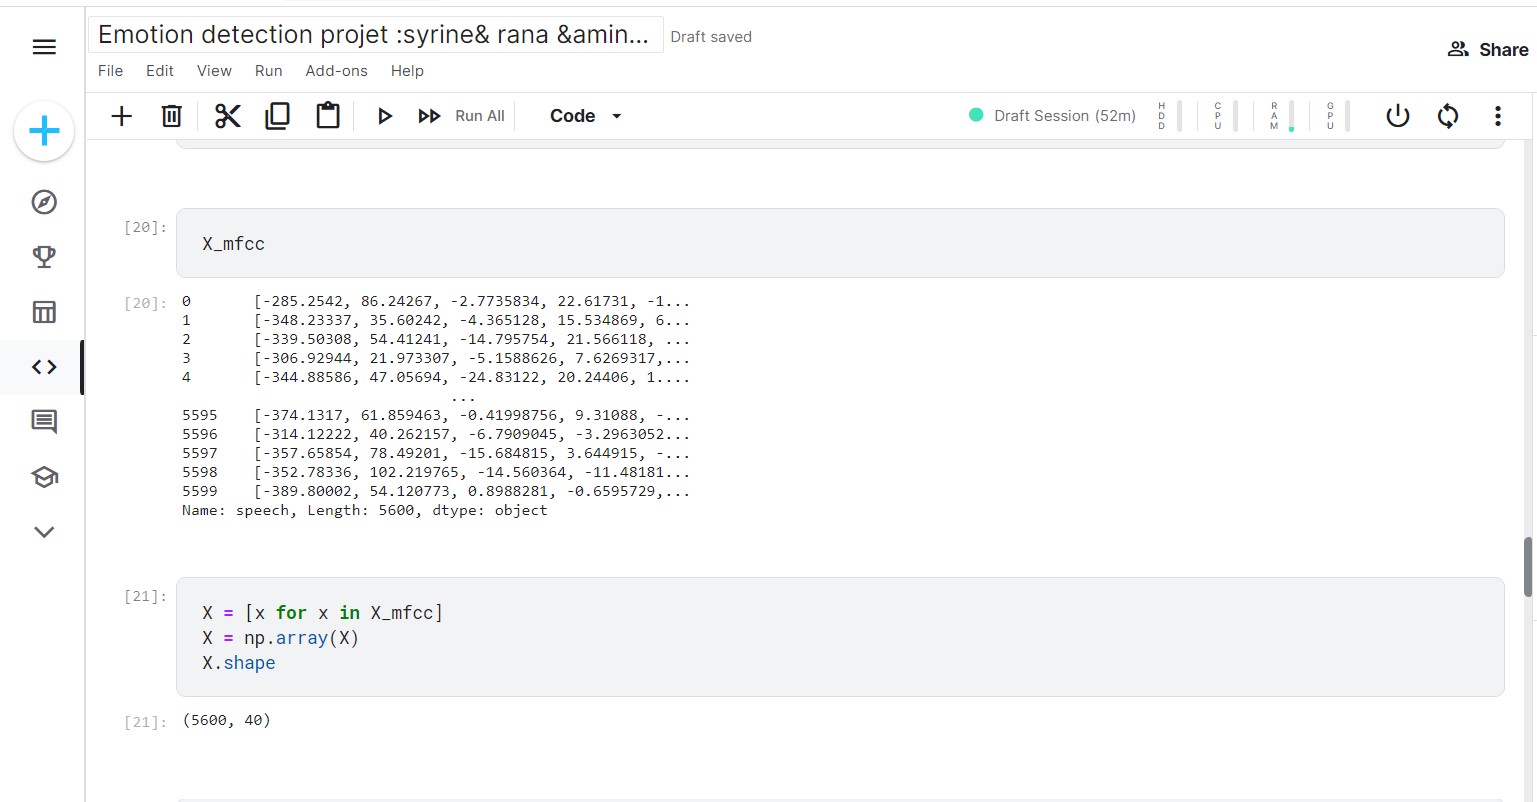 Emotion detection projet :syrine& rana &amin...
Draft saved
Share
File Edit View Run Add-ons Help
Run All
Code
Draft Session (52m)
HDD
CPU
RAM
GPU
[20]:
X_mfcc
[20]:
0 [-285.2542, 86.24267, -2.7735834, 22.61731, -1...
1 [-348.23337, 35.60242, -4.365128, 15.534869, 6...
2 [-339.50308, 54.41241, -14.795754, 21.566118, ...
3 [-306.92944, 21.973307, -5.1588626, 7.6269317,...
4 [-344.88586, 47.05694, -24.83122, 20.24406, 1....
...
5595 [-374.1317, 61.859463, -0.41998756, 9.31088, -...
5596 [-314.12222, 40.262157, -6.7909045, -3.2963052...
5597 [-357.65854, 78.49201, -15.684815, 3.644915, -...
5598 [-352.78336, 102.219765, -14.560364, -11.48181...
5599 [-389.80002, 54.120773, 0.8988281, -0.6595729,...
Name: speech, Length: 5600, dtype: object
[21]:
X = [x for x in X_mfcc]
X = np.array(X)
X.shape
[21]:
(5600, 40)